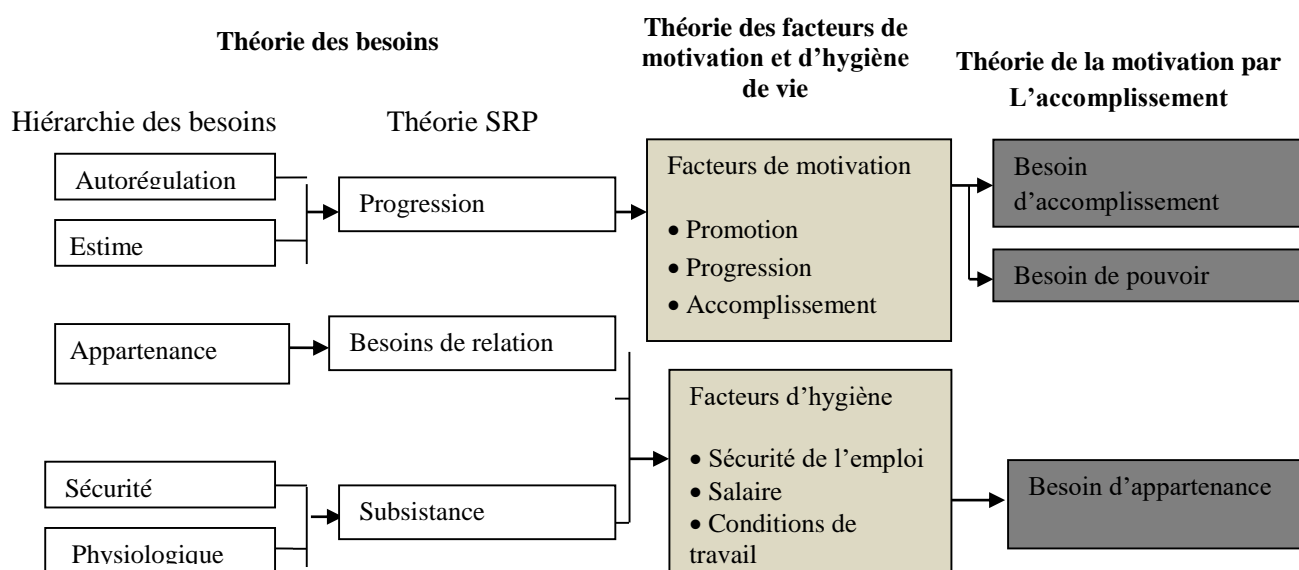 Théorie des besoins
Théorie des facteurs de
motivation et d’hygiène
de vie
Théorie de la motivation par
L’accomplissement
Hiérarchie des besoins
Théorie SRP
Autorégulation
Estime
Progression
Appartenance
Besoins de relation
Sécurité
Physiologique
Subsistance
Facteurs de motivation
• Promotion
• Progression
• Accomplissement
Facteurs d’hygiène
• Sécurité de l’emploi
• Salaire
• Conditions de
travail
Besoin
d’accomplissement
Besoin de pouvoir
Besoin d’appartenance